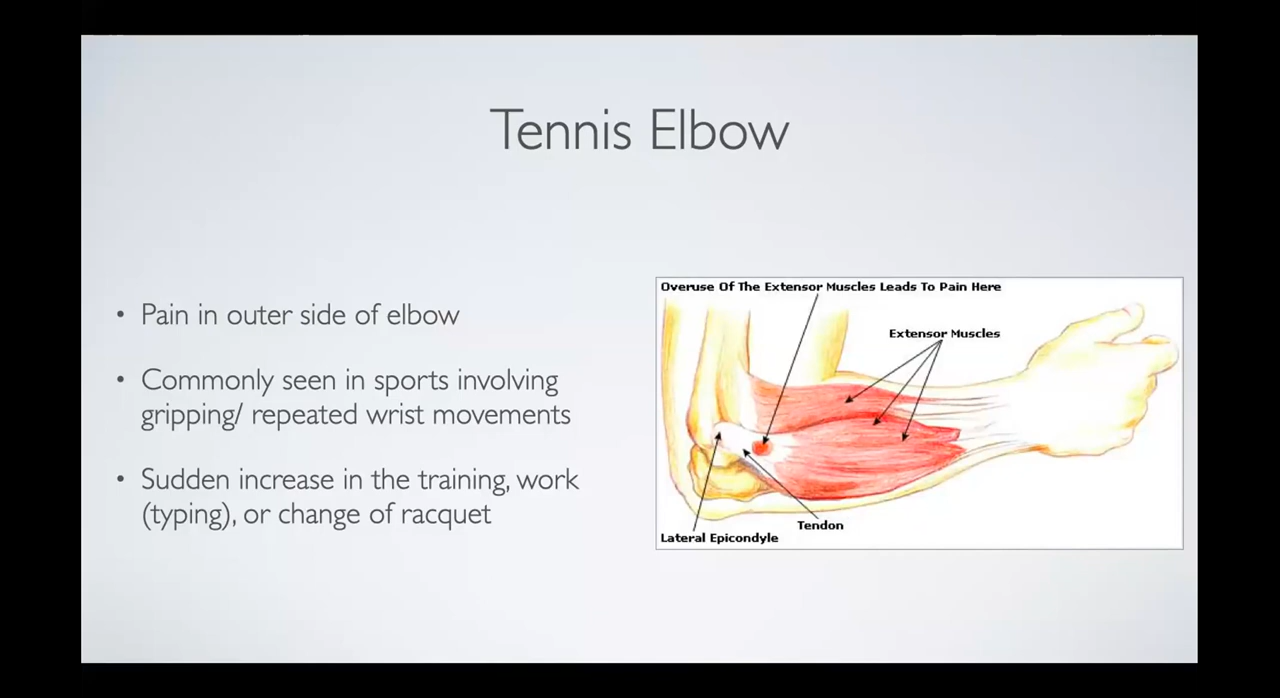 Tennis Elbow
• Pain in outer side of elbow
• Commonly seen in sports involving
gripping/ repeated wrist movements
• Sudden increase in the training, work
(typing), or change of racquet
Overuse Of The Extensor Muscles Leads To Pain Here
Extensor Muscles
Tendon
Lateral Epicondyle